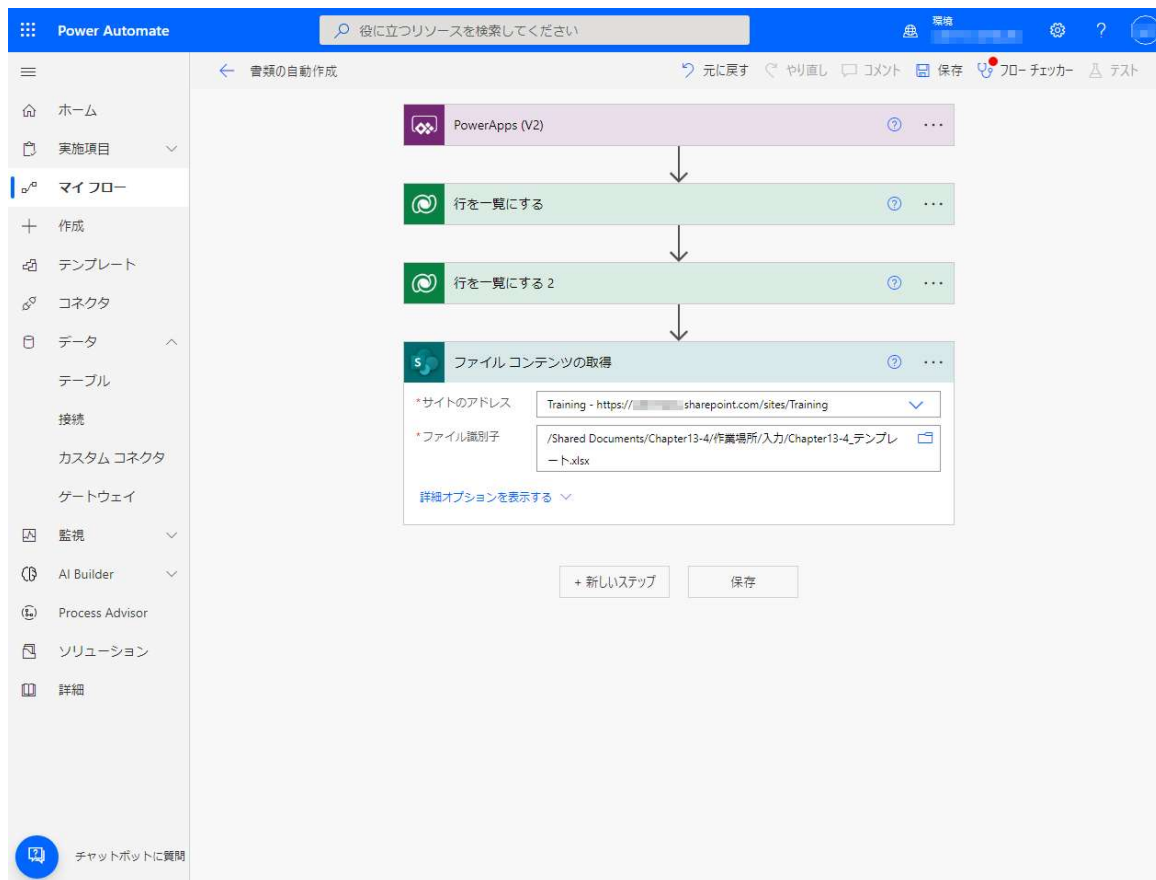 Power Automate
役に立つリソースを検索してください
環境
書類の自動作成
元に戻す
やり直し
コメント
保存
フロー チェッカー
テスト
ホーム
実施項目
マイ フロー
作成
テンプレート
コネクタ
データ
テーブル
接続
カスタム コネクタ
ゲートウェイ
監視
AI Builder
Process Advisor
ソリューション
詳細
チャットボットに質問
PowerApps (V2)
行を一覧にする
行を一覧にする 2
ファイル コンテンツの取得
*サイトのアドレス
Training - https://
sharepoint.com/sites/Training
*ファイル識別子
/Shared Documents/Chapter13-4/作業場所/入力/Chapter13-4_テンプレ
ート.xlsx
詳細オプションを表示する
+ 新しいステップ
保存